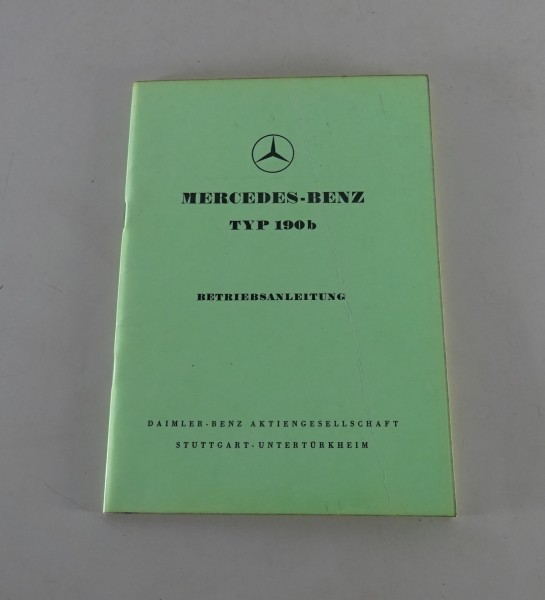 MERCEDES-BENZ
TYP 190b
BETRIEBSANLEITUNG
DAIMLER-BENZ AKTIENGESELLSCHAFT
STUTTGART-UNTERTÜRKHEIM